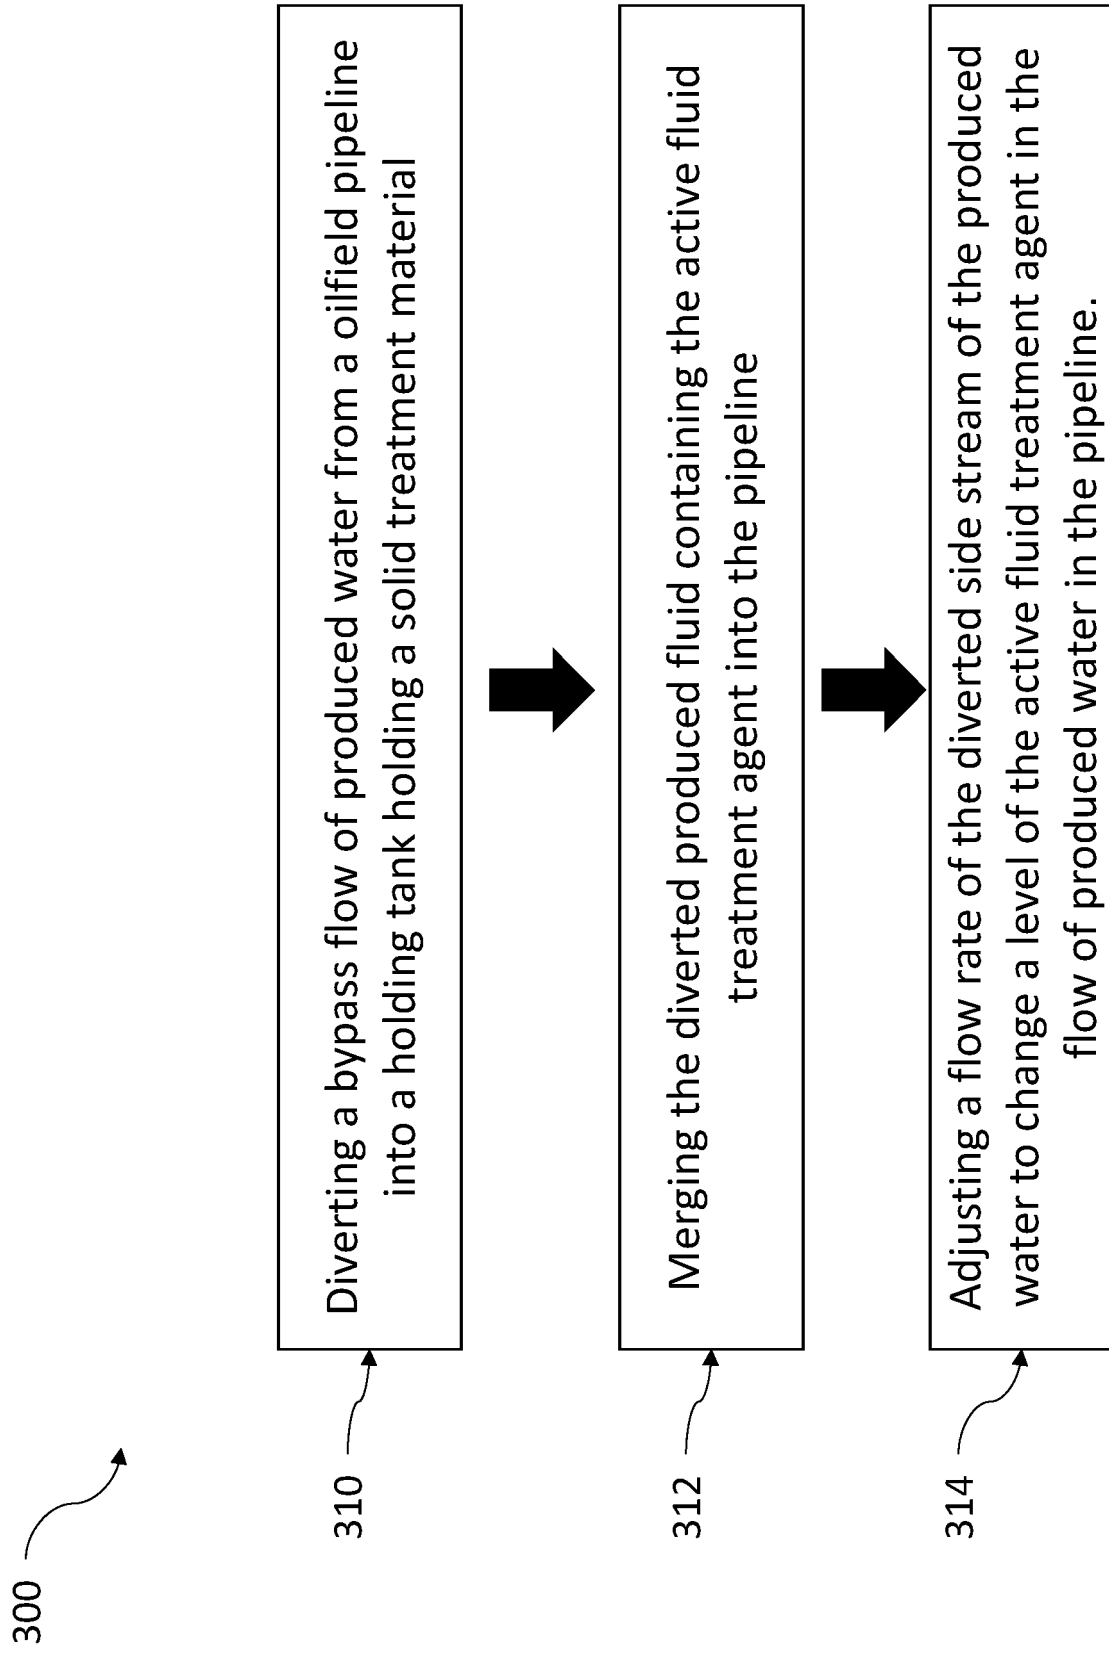 300
310
Diverting a bypass flow of produced water from a oilfield pipeline
into a holding tank holding a solid treatment material
312
Merging the diverted produced fluid containing the active fluid
treatment agent into the pipeline
314
Adjusting a flow rate of the diverted side stream of the produced
water to change a level of the active fluid treatment agent in the
flow of produced water in the pipeline.